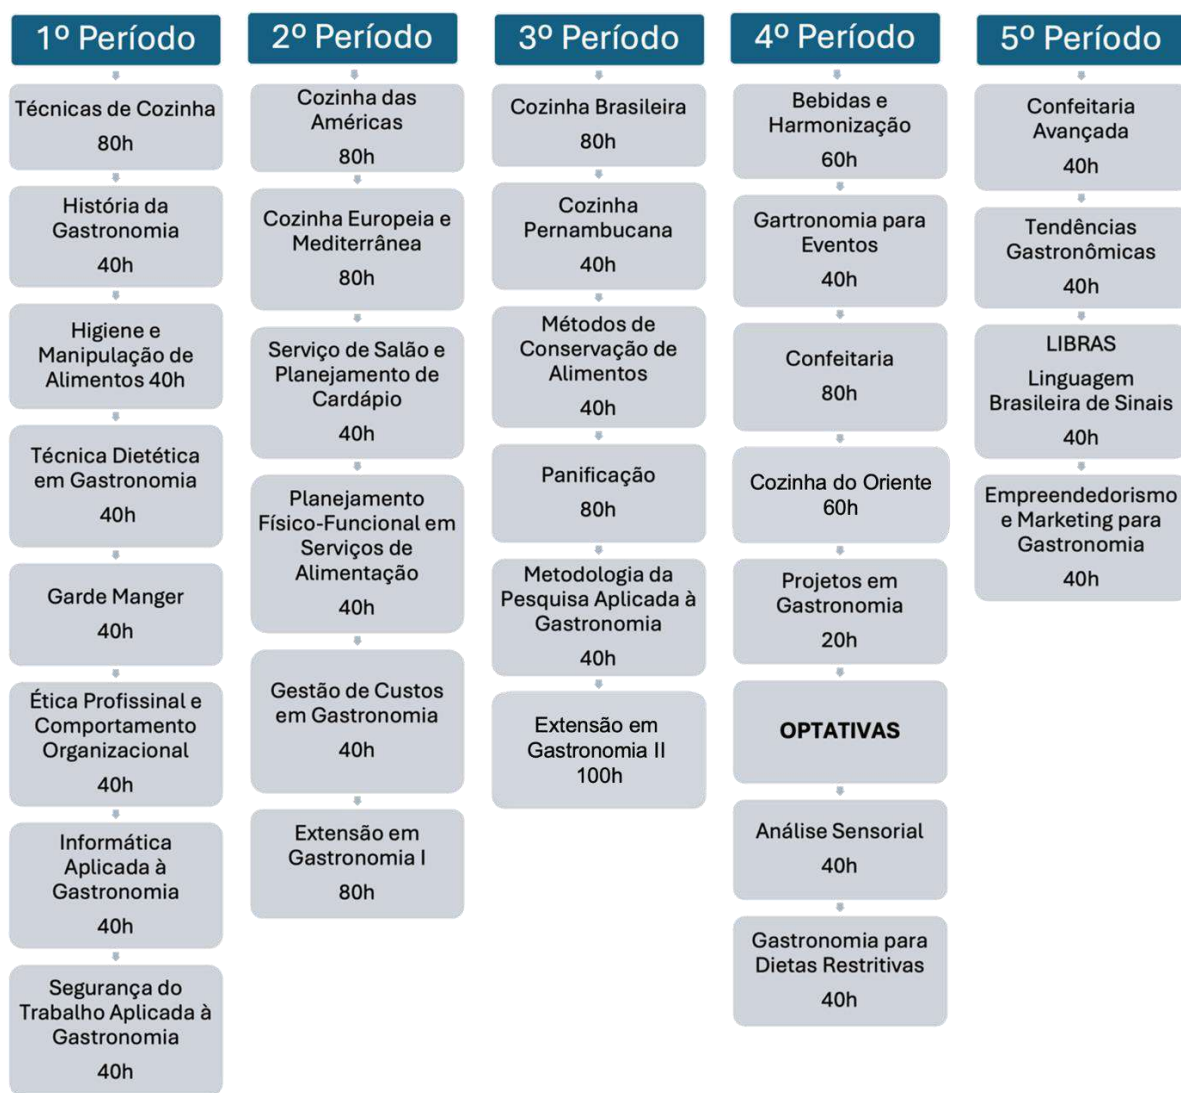 1º Período
Técnicas de Cozinha
80h
História da
Gastronomia
40h
Higiene e
Manipulação de
Alimentos 40h
Técnica Dietética
em Gastronomia
40h
Garde Manger
40h
Ética Profissinal e
Comportamento
Organizacional
40h
Informática
Aplicada à
Gastronomia
40h
Segurança do
Trabalho Aplicada à
Gastronomia
40h
2º Período
Cozinha das
Américas
80h
Cozinha Europeia e
Mediterrânea
80h
Serviço de Salão e
Planejamento de
Cardápio
40h
Planejamento
Físico-Funcional em
Serviços de
Alimentação
40h
Gestão de Custos
em Gastronomia
40h
Extensão em
Gastronomia I
80h
3º Período
Cozinha Brasileira
80h
Cozinha
Pernambucana
40h
Métodos de
Conservação de
Alimentos
40h
Panificação
80h
Metodologia da
Pesquisa Aplicada à
Gastronomia
40h
Extensão em
Gastronomia II
100h
4º Período
Bebidas e
Harmonização
60h
Gartronomia para
Eventos
40h
Confeitaria
80h
Cozinha do Oriente
60h
Projetos em
Gastronomia
20h
OPTATIVAS
Análise Sensorial
40h
Gastronomia para
Dietas Restritivas
40h
5º Período
Confeitaria
Avançada
40h
Tendências
Gastronômicas
40h
LIBRAS
Linguagem
Brasileira de Sinais
40h
Empreendedorismo
e Marketing para
Gastronomia
40h